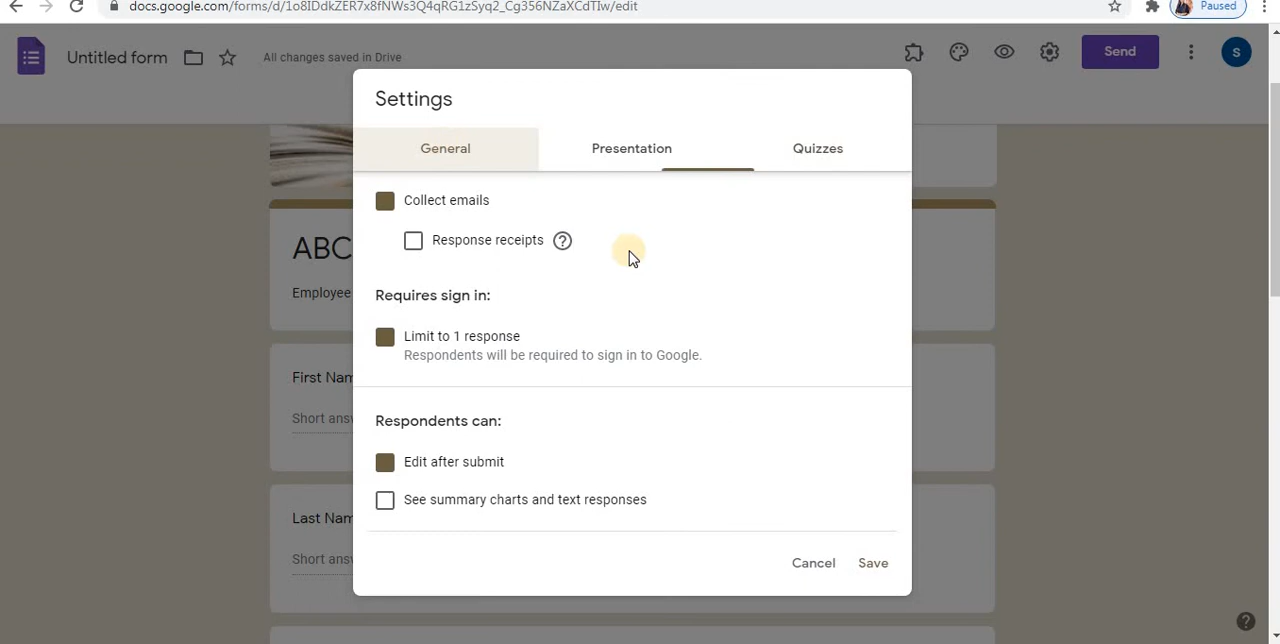 docs.google.com/forms/d/1o8IDdkZER7x8fNWs3Q4qRG1zSyq2_Cg356NZaXCdTIw/edit
Paused
Untitled form
All changes saved in Drive
Send
S
Settings
General
Presentation
Quizzes
Collect emails
Response receipts
ABC
Employee
Requires sign in:
Limit to 1 response
Respondents will be required to sign in to Google.
First Nam
Short ans
Respondents can:
Edit after submit
See summary charts and text responses
Last Nam
Short ans
Cancel
Save